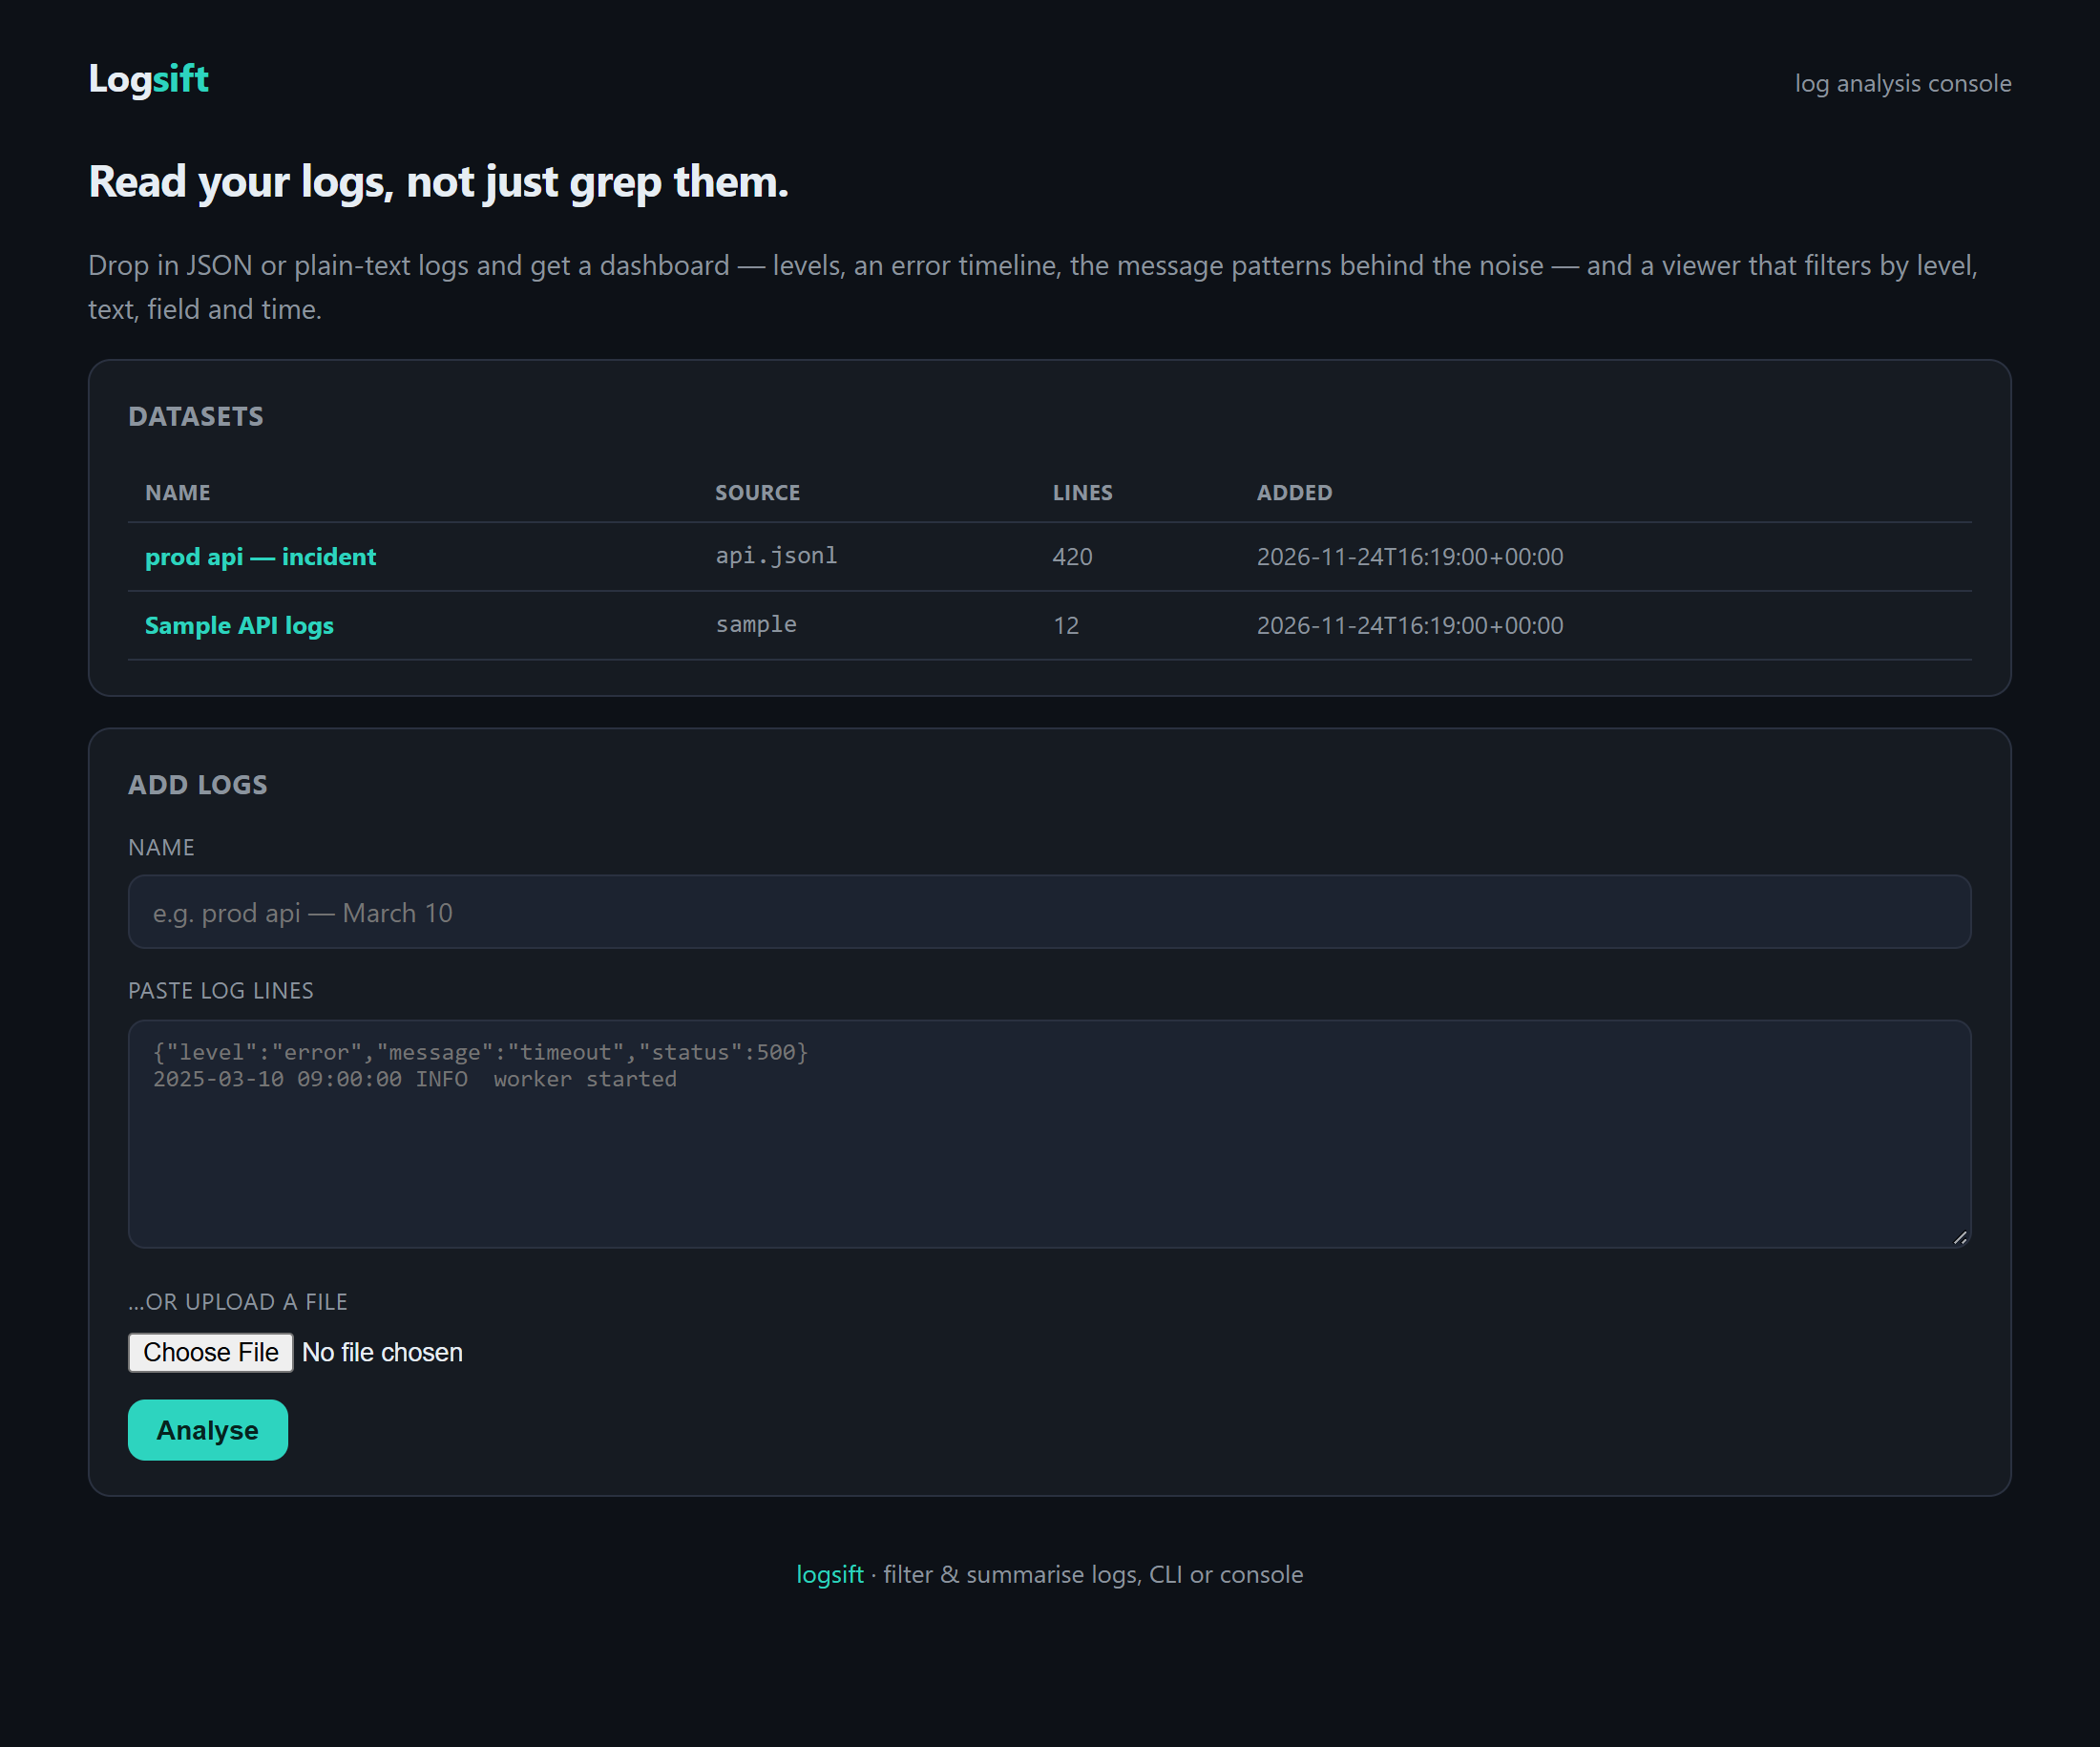 Logsift
log analysis console
Read your logs, not just grep them.
Drop in JSON or plain-text logs and get a dashboard — levels, an error timeline, the message patterns behind the noise — and a viewer that filters by level,
text, field and time.
DATASETS
NAME SOURCE LINES ADDED
prod api — incident api.jsonl 420 2026-11-24T16:19:00+00:00
Sample API logs sample 12 2026-11-24T16:19:00+00:00
ADD LOGS
NAME
e.g. prod api — March 10
PASTE LOG LINES
{"level":"error","message":"timeout","status":500}
2025-03-10 09:00:00 INFO  worker started
...OR UPLOAD A FILE
Choose File No file chosen
Analyse
logsift · filter & summarise logs, CLI or console